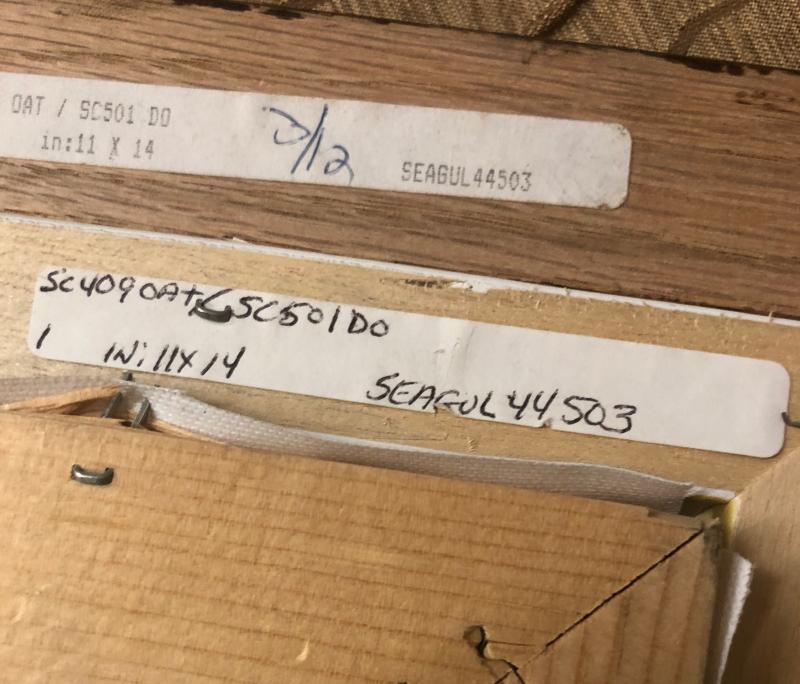 OAT / SC501 DO
3/12
in:11 X 14
SEAGUL44503
SC4090AT SC501DO
1 IN:11X14 SEAGUL44503